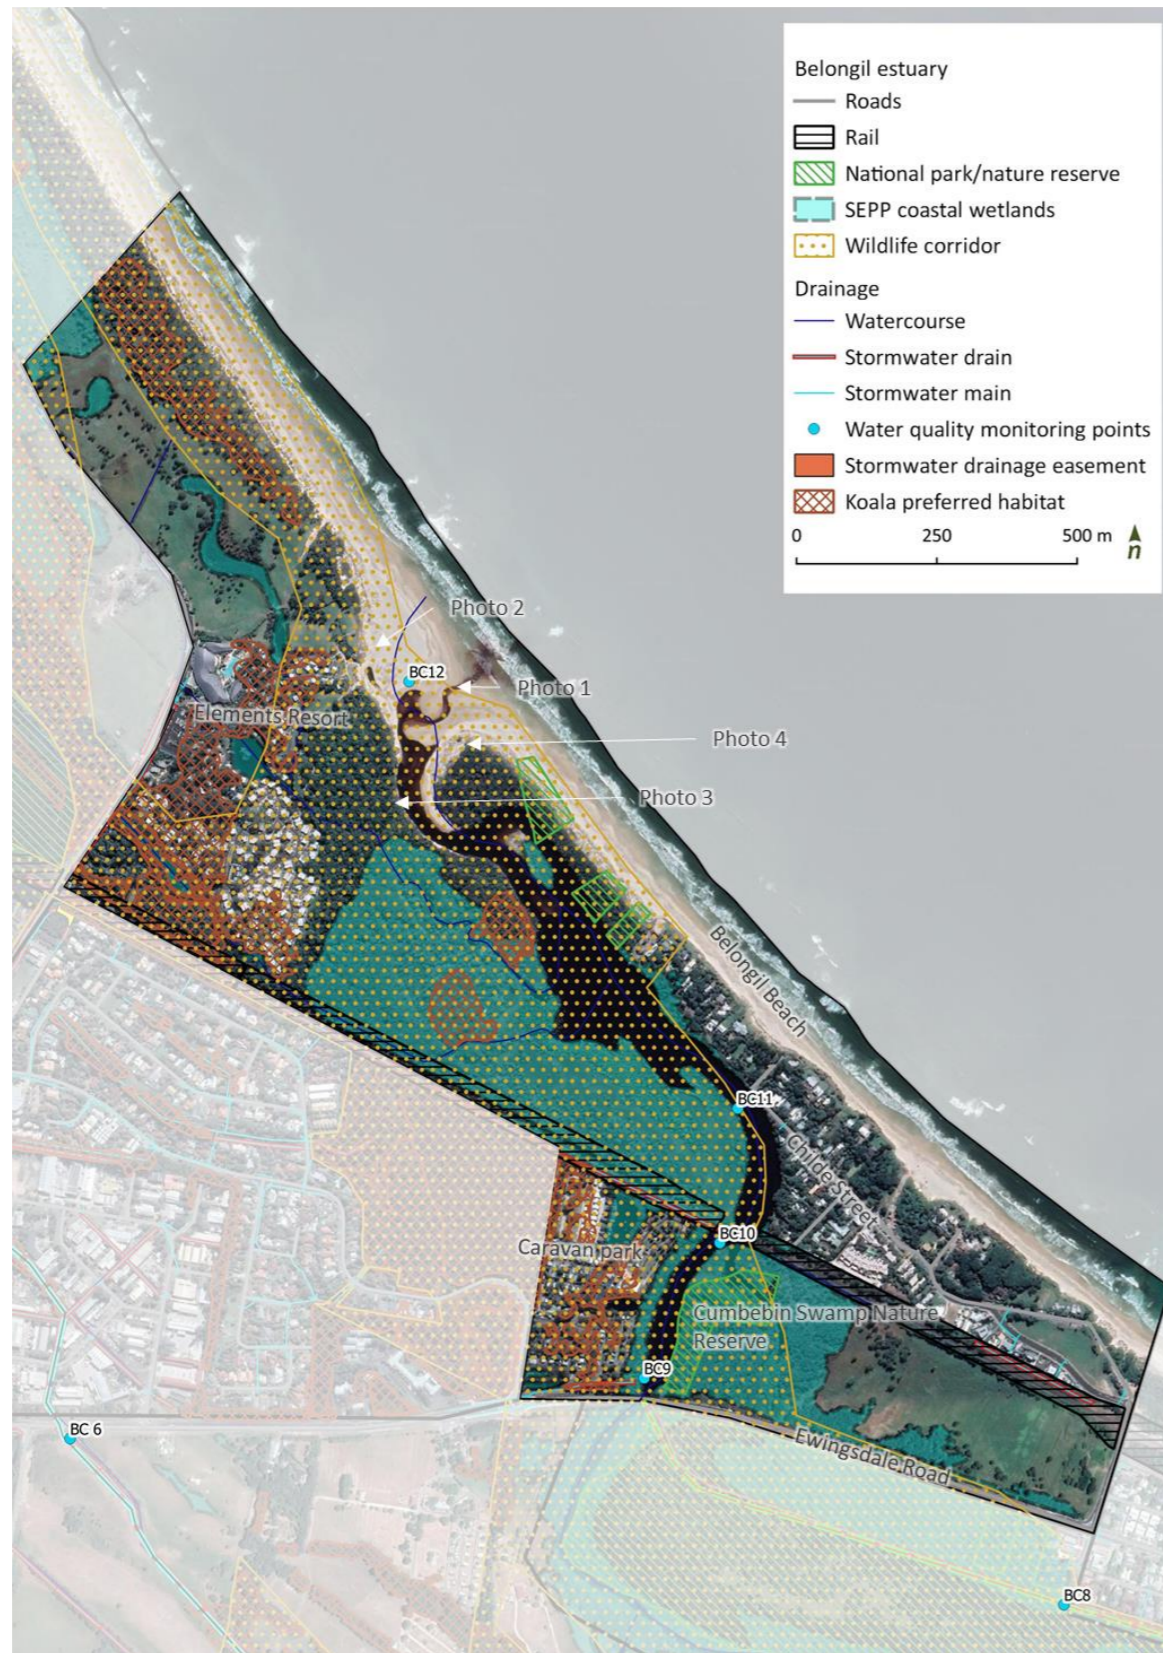 Belongil estuary
Roads
Rail
National park/nature reserve
SEPP coastal wetlands
Wildlife corridor
Drainage
Watercourse
Stormwater drain
Stormwater main
Water quality monitoring points
Stormwater drainage easement
Koala preferred habitat
0 250 500 m
n
Photo 2
BC12
Photo 1
Elements Resort
Photo 4
Photo 3
Belongil Beach
BC11
Childe Street
BC10
Caravan park
Cumbebin Swamp Nature
Reserve
BC9
BC 6
Ewingsdale Road
BC8